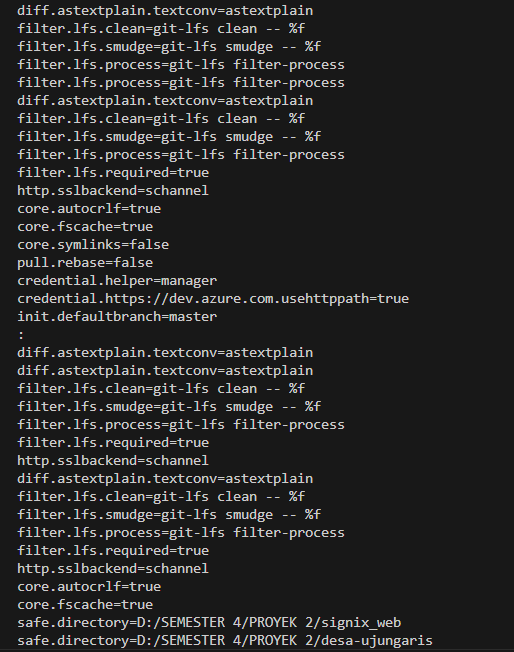 diff.astextplain.textconv=astextplain
filter.lfs.clean=git-lfs clean -- %f
filter.lfs.smudge=git-lfs smudge -- %f
filter.lfs.process=git-lfs filter-process
filter.lfs.process=git-lfs filter-process
diff.astextplain.textconv=astextplain
filter.lfs.clean=git-lfs clean -- %f
filter.lfs.smudge=git-lfs smudge -- %f
filter.lfs.process=git-lfs filter-process
filter.lfs.required=true
http.sslbackend=schannel
core.autocrlf=true
core.fscache=true
core.symlinks=false
pull.rebase=false
credential.helper=manager
credential.https://dev.azure.com.usehttppath=true
init.defaultbranch=master
:
diff.astextplain.textconv=astextplain
diff.astextplain.textconv=astextplain
filter.lfs.clean=git-lfs clean -- %f
filter.lfs.smudge=git-lfs smudge -- %f
filter.lfs.process=git-lfs filter-process
filter.lfs.required=true
http.sslbackend=schannel
diff.astextplain.textconv=astextplain
filter.lfs.clean=git-lfs clean -- %f
filter.lfs.smudge=git-lfs smudge -- %f
filter.lfs.process=git-lfs filter-process
filter.lfs.required=true
http.sslbackend=schannel
core.autocrlf=true
core.fscache=true
safe.directory=D:/SEMESTER 4/PROYEK 2/signix_web
safe.directory=D:/SEMESTER 4/PROYEK 2/desa-ujungaris